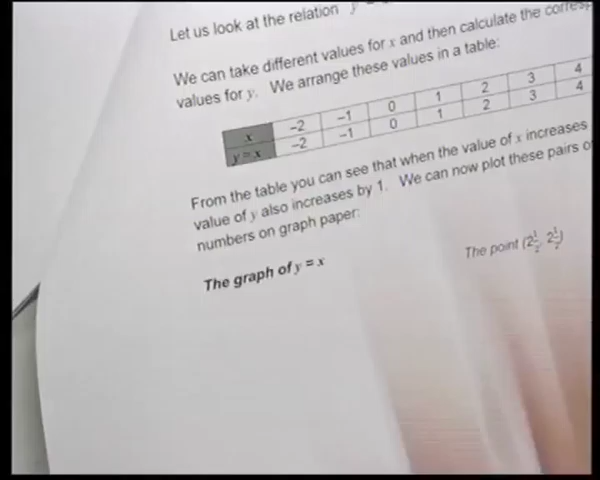 Let us look at the relation y
We can take different values for x and then calculate the
values for y. We arrange these values in a table:
x -2 -1 0 1 2 3 4
y = x -2 -1 0 1 2 3 4
From the table you can see that when the value of x increases
value of y also increases by 1. We can now plot these pairs
numbers on graph paper:
The graph of y = x
The point (2½, 2½)